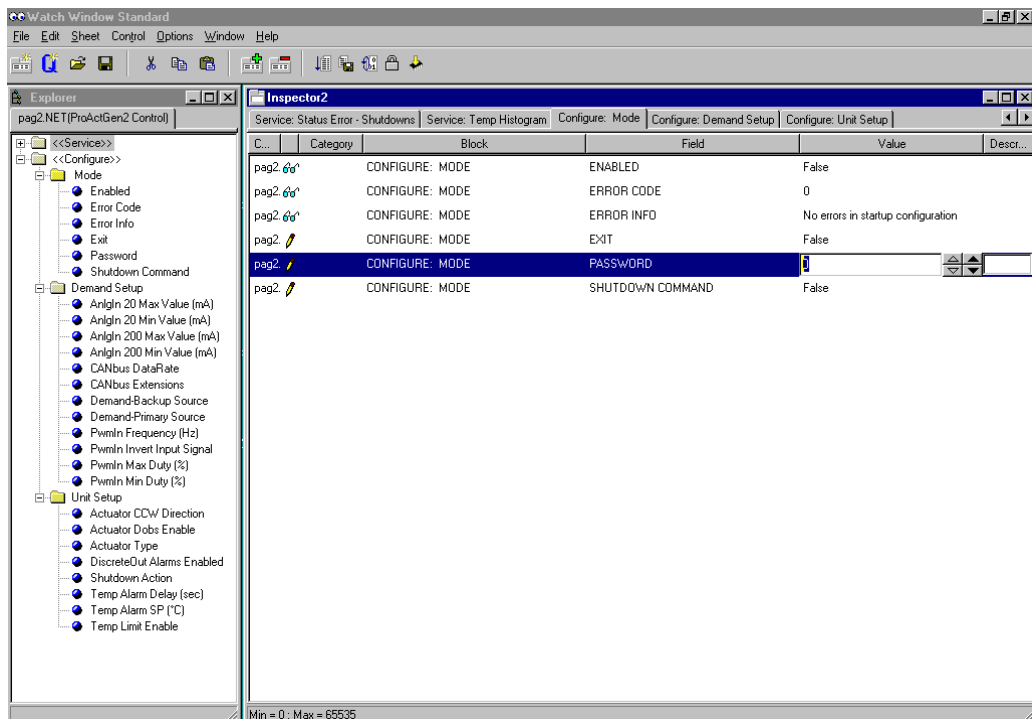 Watch Window Standard
File Edit Sheet Control Options Window Help
Explorer
pag2.NET(ProActGen2 Control)
<<Service>>
<<Configure>>
Mode
Enabled
Error Code
Error Info
Exit
Password
Shutdown Command
Demand Setup
AnlgIn 20 Max Value (mA)
AnlgIn 20 Min Value (mA)
AnlgIn 200 Max Value (mA)
AnlgIn 200 Min Value (mA)
CANbus DataRate
CANbus Extensions
Demand-Backup Source
Demand-Primary Source
PwmIn Frequency (Hz)
PwmIn Invert Input Signal
PwmIn Max Duty (%)
PwmIn Min Duty (%)
Unit Setup
Actuator CCW Direction
Actuator Dobs Enable
Actuator Type
DiscreteOut Alarms Enabled
Shutdown Action
Temp Alarm Delay (sec)
Temp Alarm SP (°C)
Temp Limit Enable
Inspector2
Service: Status Error - Shutdowns Service: Temp Histogram Configure: Mode Configure: Demand Setup Configure: Unit Setup
C... Category Block Field Value Descr...
pag2. CONFIGURE: MODE ENABLED False
pag2. CONFIGURE: MODE ERROR CODE 0
pag2. CONFIGURE: MODE ERROR INFO No errors in startup configuration
pag2. CONFIGURE: MODE EXIT False
pag2. CONFIGURE: MODE PASSWORD 0
pag2. CONFIGURE: MODE SHUTDOWN COMMAND False
Min = 0 : Max = 65535